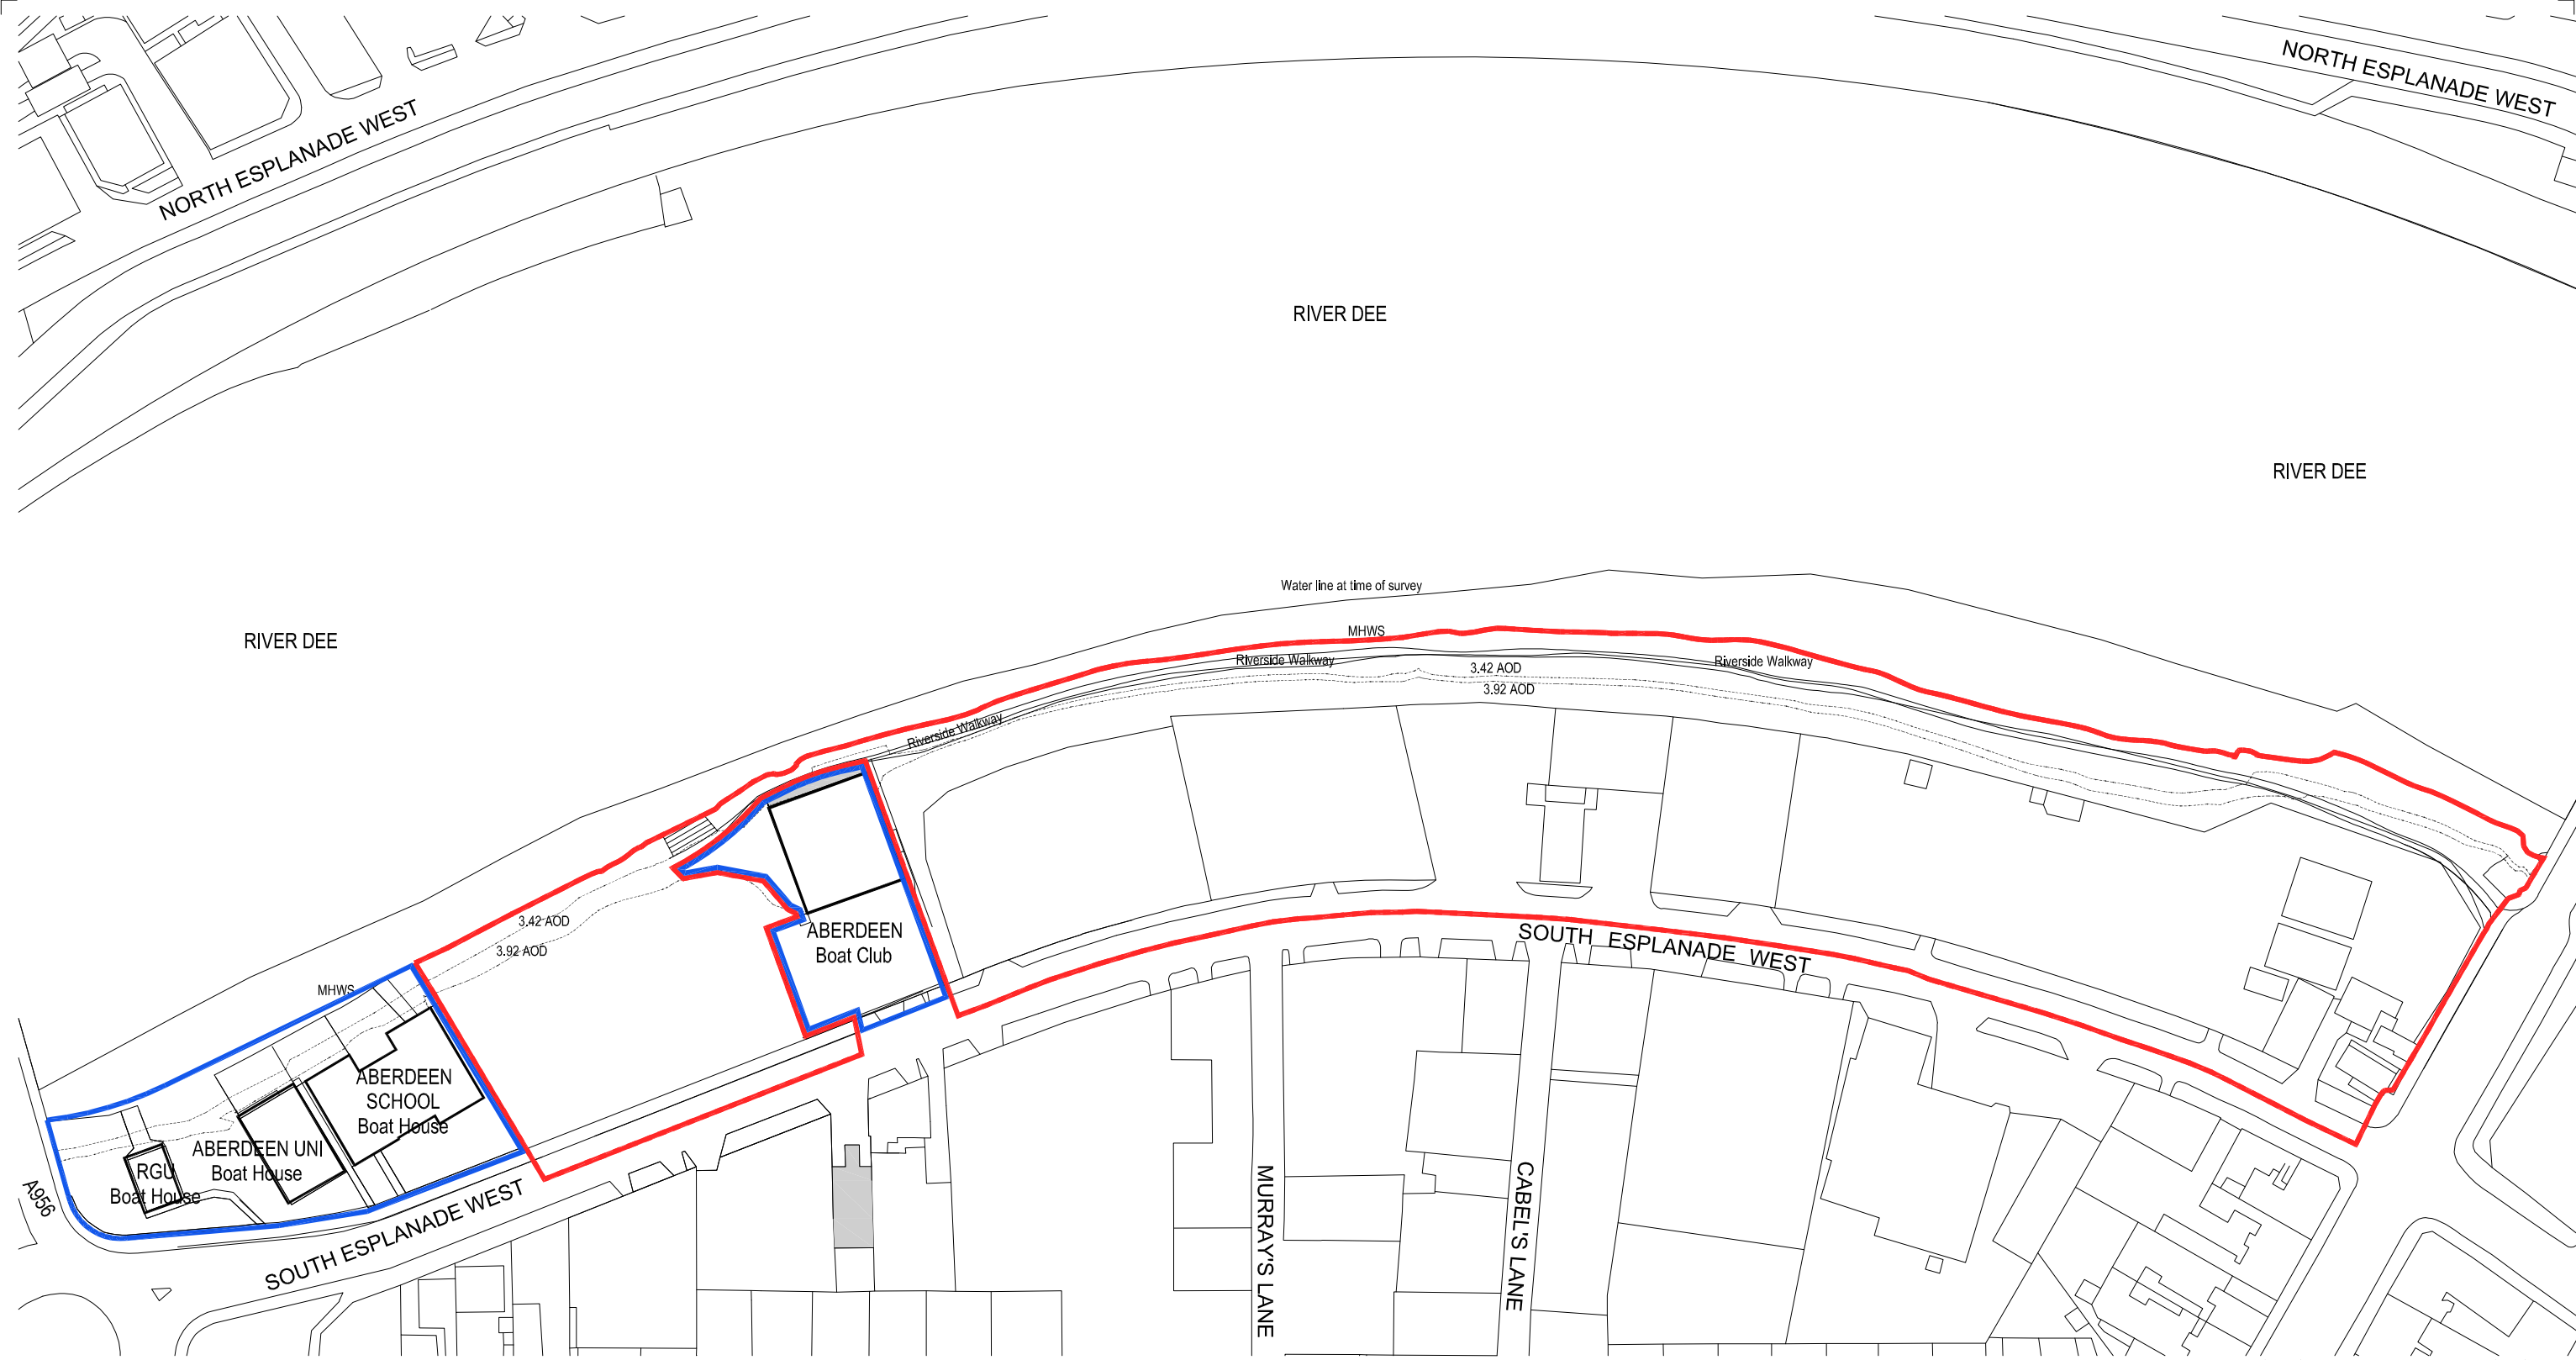 NORTH ESPLANADE WEST
NORTH ESPLANADE WEST
RIVER DEE
RIVER DEE
RIVER DEE
Water line at time of survey
MHWS
Riverside Walkway
Riverside Walkway
3.42 AOD
3.92 AOD
Riverside Walkway
3.42 AOD
3.92 AOD
ABERDEEN
Boat Club
SOUTH ESPLANADE WEST
MHWS
ABERDEEN
SCHOOL
Boat House
ABERDEEN UNI
Boat House
RGU
Boat House
A956
SOUTH ESPLANADE WEST
MURRAY'S LANE
CABEL'S LANE